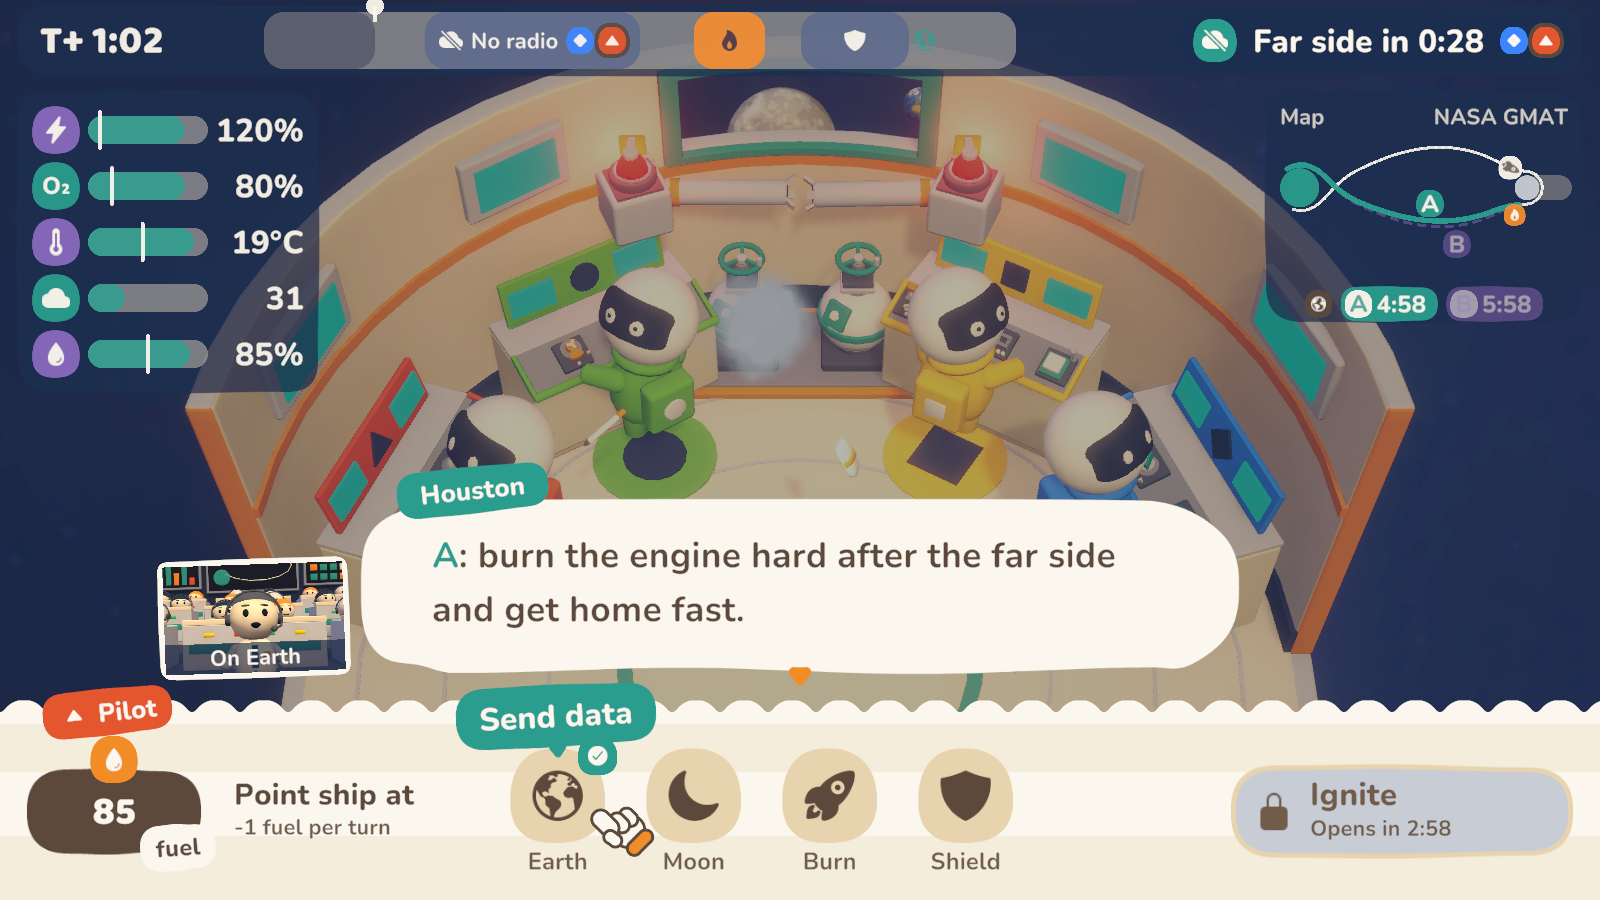 T+ 1:02
No radio
Far side in 0:28
120%
O₂ 80%
19°C
31
85%
Map NASA GMAT
A
B
A 4:58 B 5:58
Houston
A: burn the engine hard after the far side
and get home fast.
On Earth
Pilot
85
fuel
Point ship at
-1 fuel per turn
Send data
Earth
Moon
Burn
Shield
Ignite
Opens in 2:58